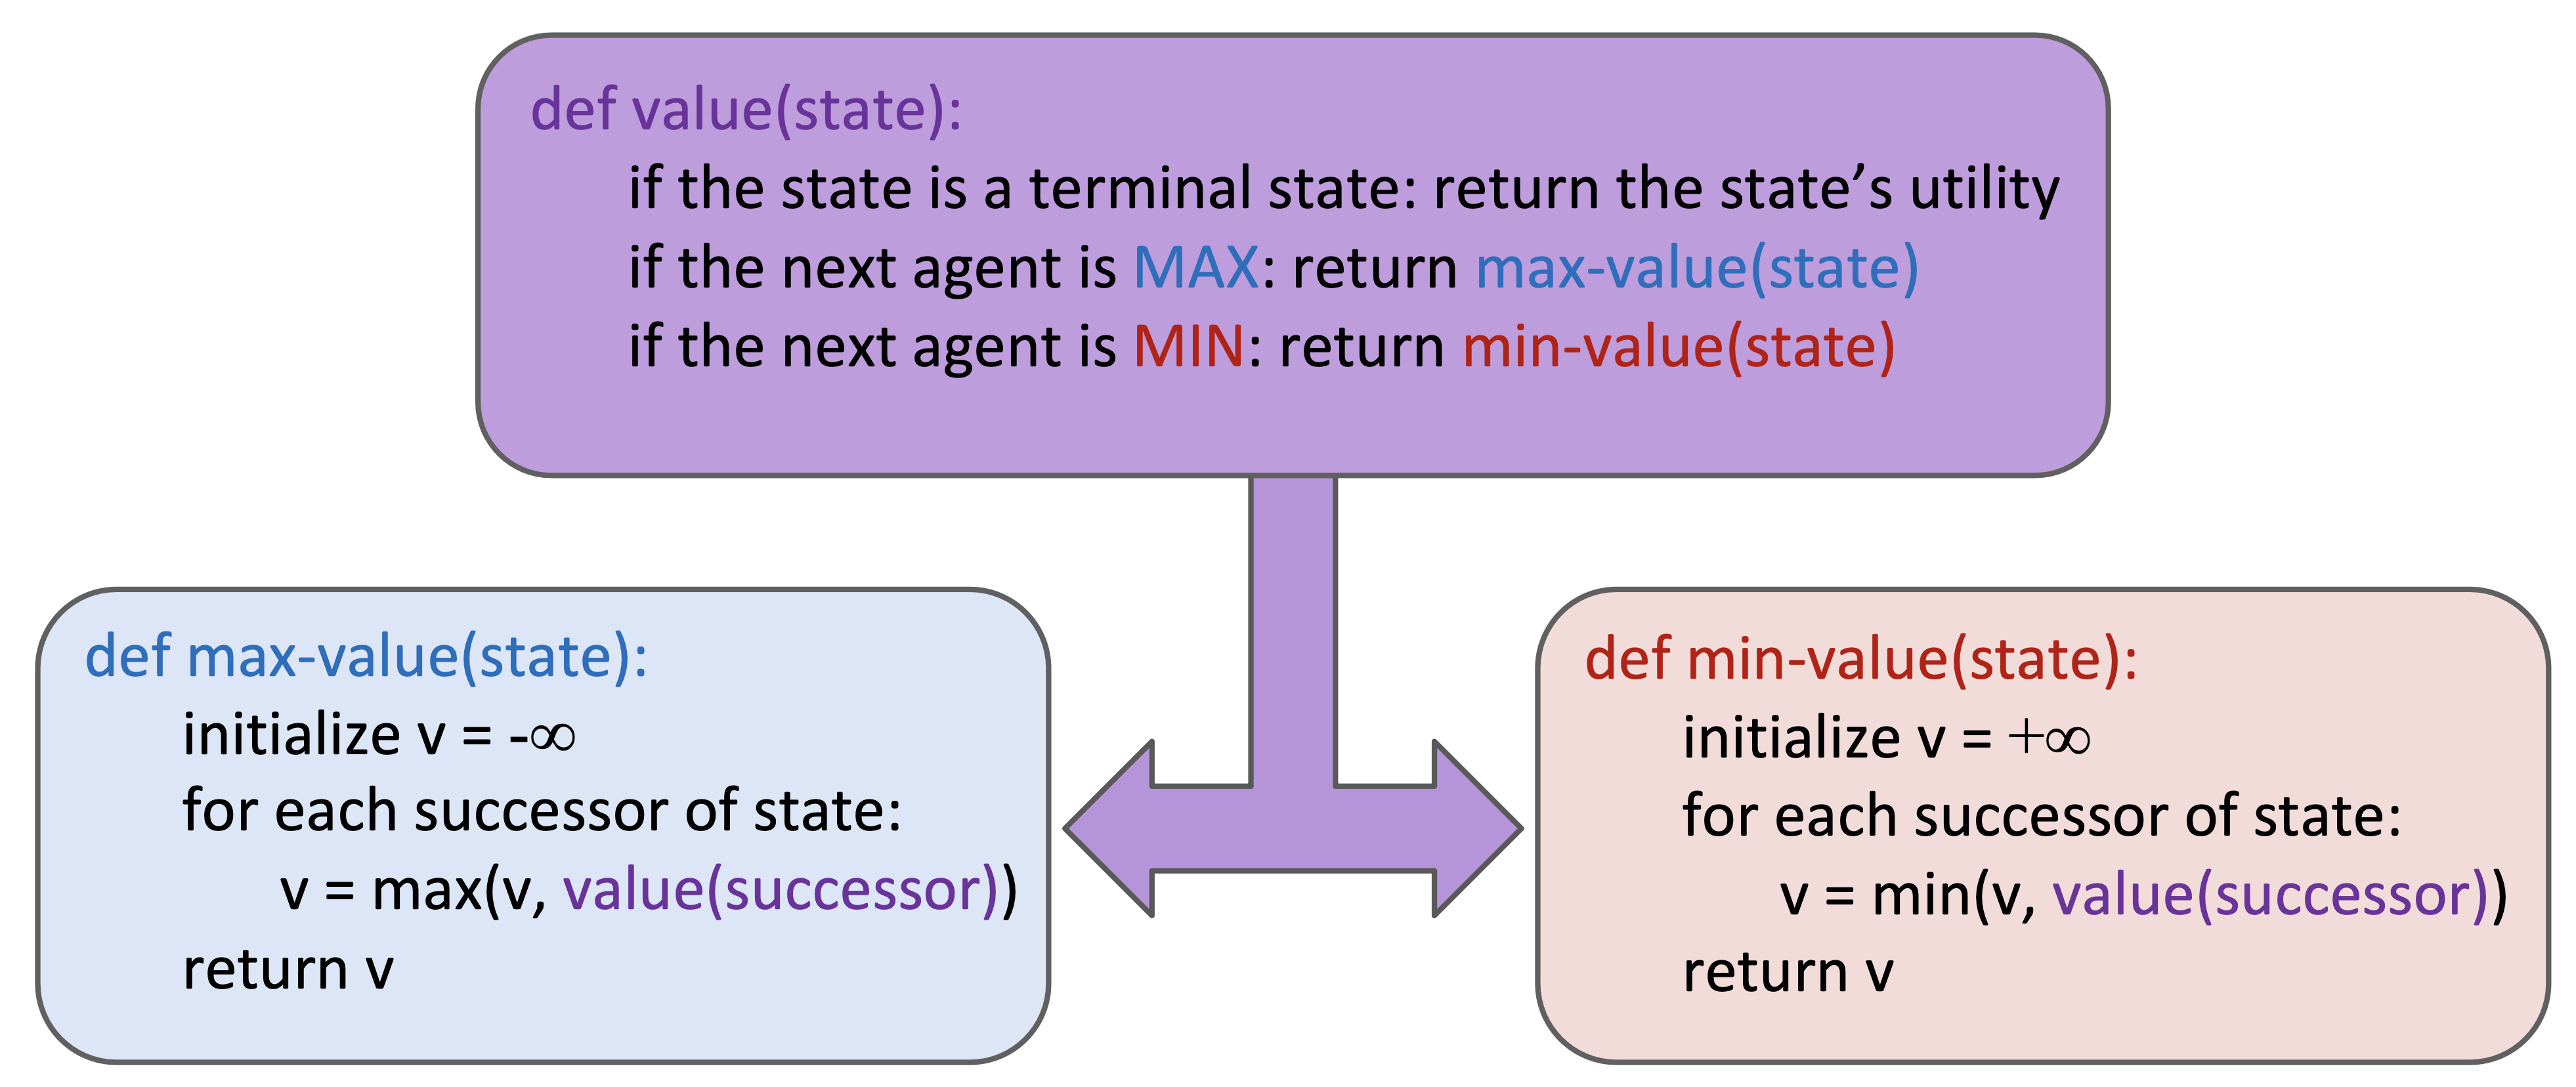 def value(state):
if the state is a terminal state: return the state’s utility
if the next agent is MAX: return max-value(state)
if the next agent is MIN: return min-value(state)
def max-value(state):
initialize v = -∞
for each successor of state:
v = max(v, value(successor))
return v
def min-value(state):
initialize v = +∞
for each successor of state:
v = min(v, value(successor))
return v